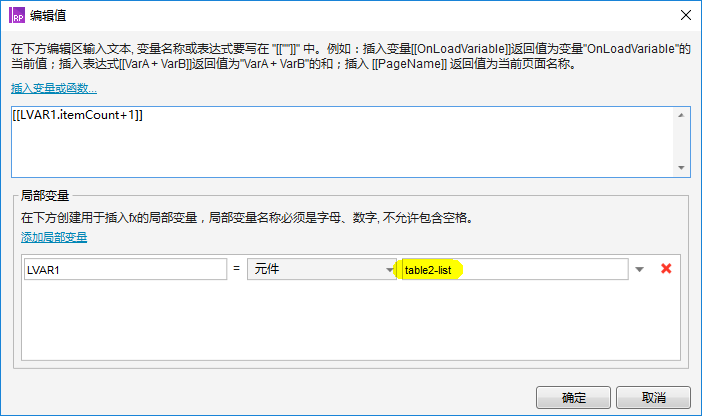 RP 编辑值
在下方编辑区输入文本, 变量名称或表达式要写在 "[[""]]" 中。例如：插入变量[[OnLoadVariable]]返回值为变量"OnLoadVariable"的
当前值；插入表达式[[VarA + VarB]]返回值为"VarA + VarB"的和；插入 [[PageName]] 返回值为当前页面名称。
插入变量或函数...
[[LVAR1.itemCount+1]]
局部变量
在下方创建用于插入fx的局部变量，局部变量名称必须是字母、数字, 不允许包含空格。
添加局部变量
LVAR1 = 元件 table2-list
确定 取消